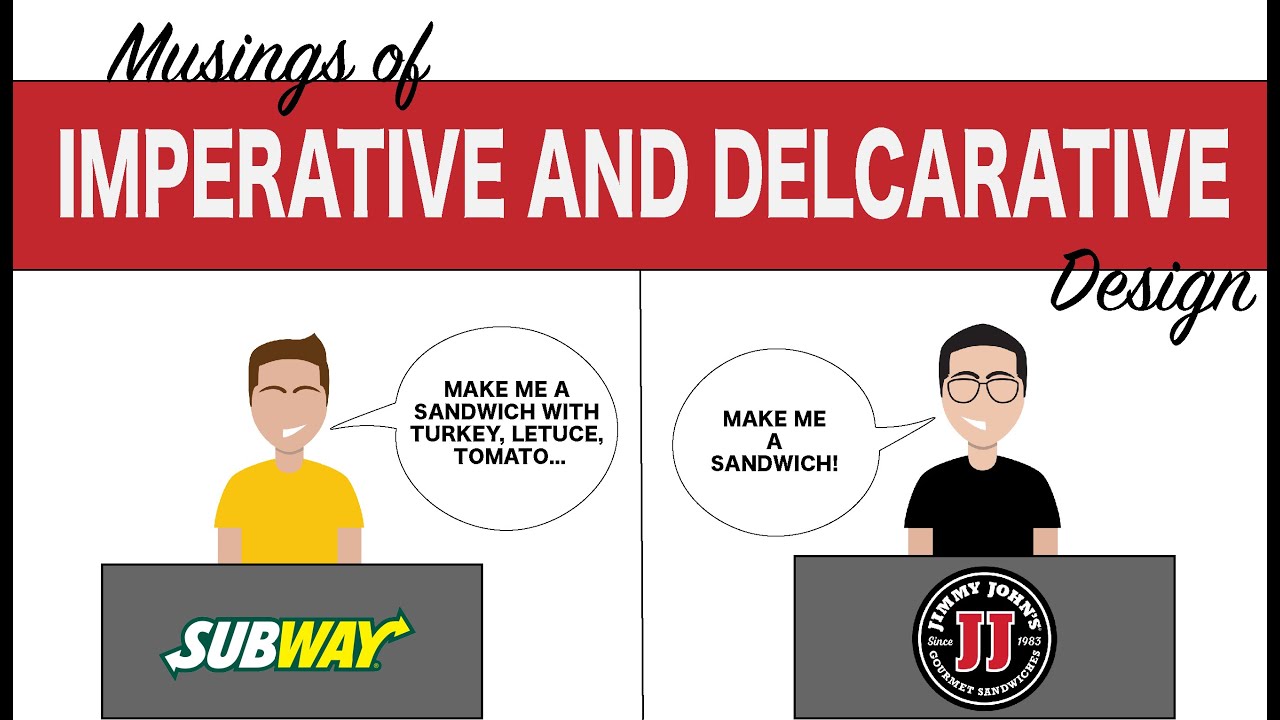 Musings of
IMPERATIVE AND DELCARATIVE
Design
MAKE ME A
SANDWICH WITH
TURKEY, LETUCE,
TOMATO...
MAKE ME
A
SANDWICH!
SUBWAY
JIMMY JOHN'S
Since JJ 1983
GOURMET SANDWICHES